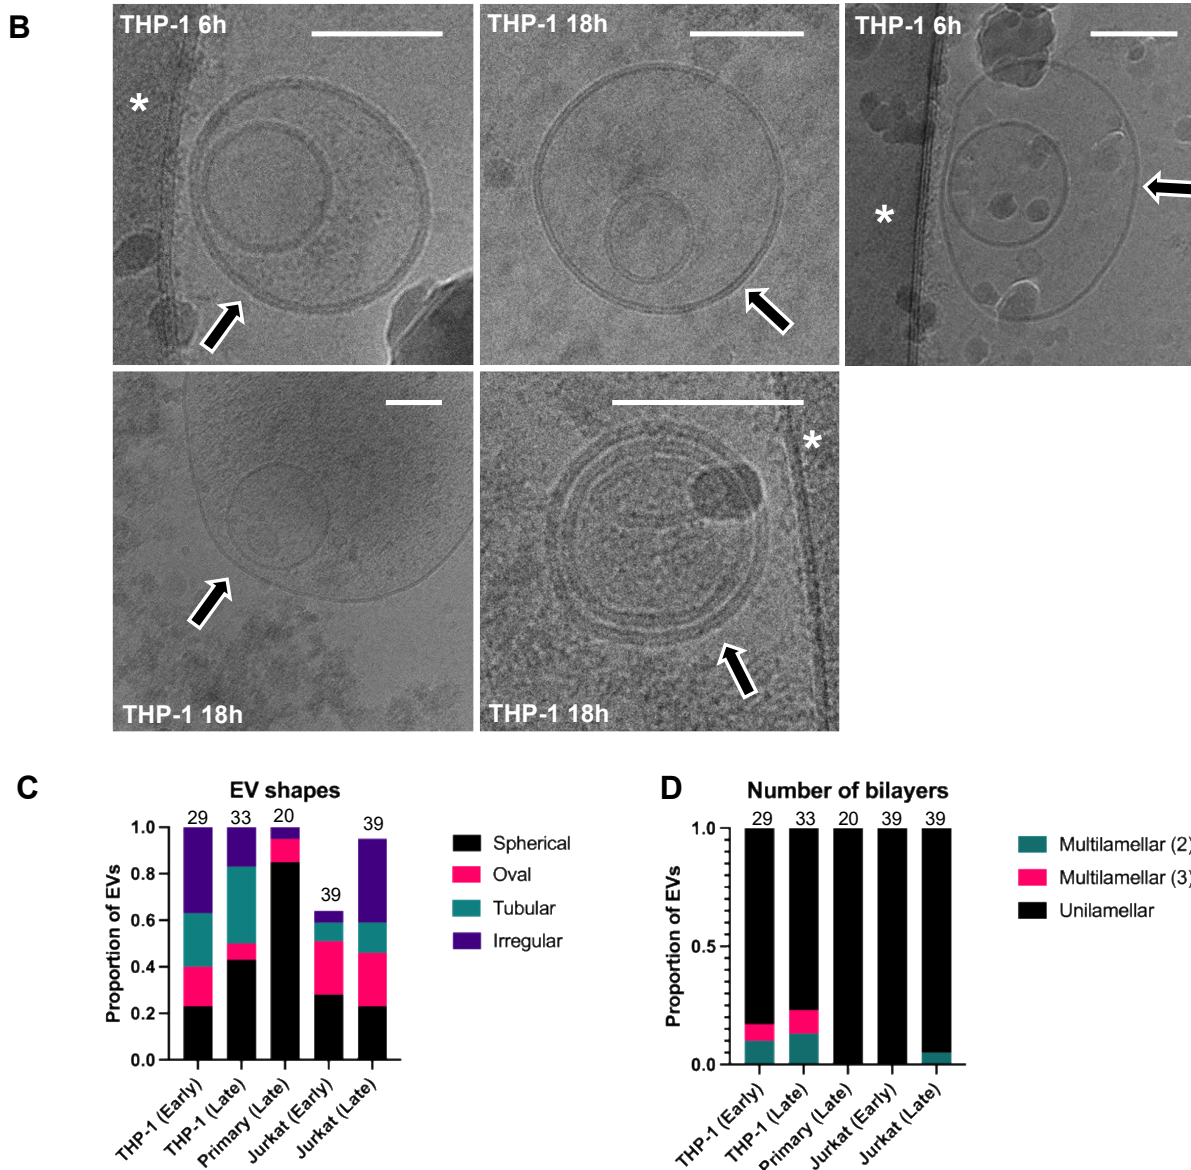 B
THP-1 6h
THP-1 18h
THP-1 6h
*
*
THP-1 18h
*
THP-1 18h
C
EV shapes
29
33
20
39
39
1.0
0.8
0.6
0.4
0.2
0.0
Proportion of EVs
THP-1 (Early)
THP-1 (Late)
Primary (Late)
Jurkat (Early)
Jurkat (Late)
Spherical
Oval
Tubular
Irregular
D
Number of bilayers
29
33
20
39
39
1.0
0.5
0.0
Proportion of EVs
THP-1 (Early)
THP-1 (Late)
Primary (Late)
Jurkat (Early)
Jurkat (Late)
Multilamellar (2)
Multilamellar (3)
Unilamellar